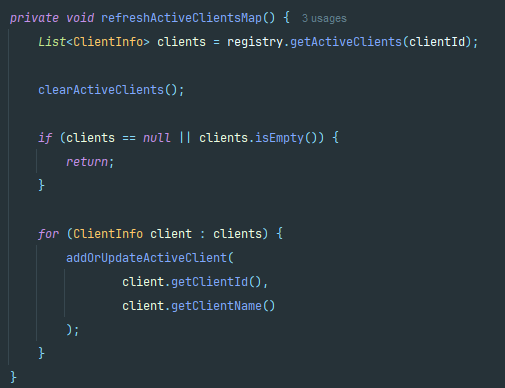 private void refreshActiveClientsMap() { 3 usages
    List<ClientInfo> clients = registry.getActiveClients(clientId);
    clearActiveClients();
    if (clients == null || clients.isEmpty()) {
        return;
    }
    for (ClientInfo client : clients) {
        addOrUpdateActiveClient(
                client.getClientId(),
                client.getClientName()
        );
    }
}